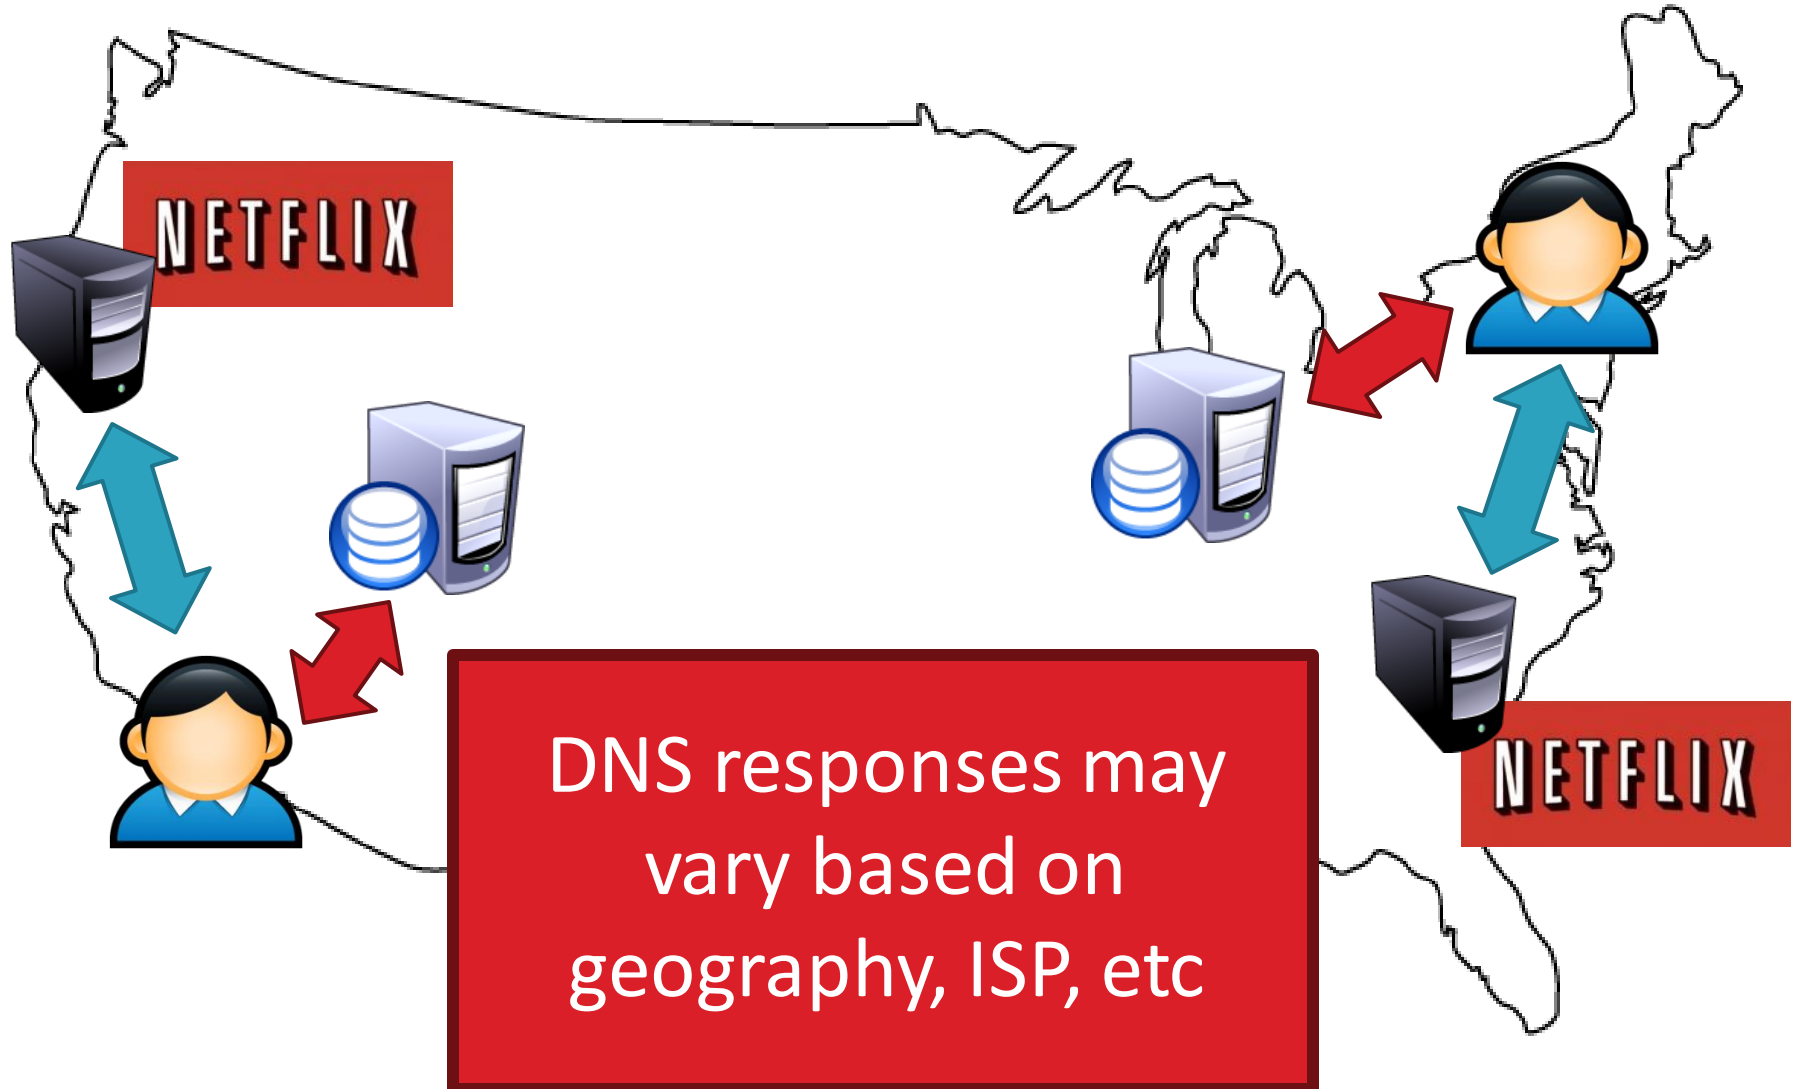 NETFLIX
DNS responses may
vary based on
geography, ISP, etc
NETFLIX